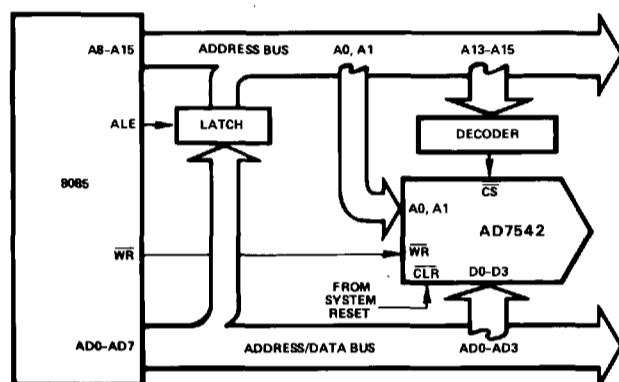 A8-A15
ADDRESS BUS
A0, A1
A13-A15
ALE
LATCH
DECODER
8085
CS
A0, A1
AD7542
WR
WR
CLR
D0-D3
FROM
SYSTEM
RESET
AD0-AD7
ADDRESS/DATA BUS
AD0-AD3